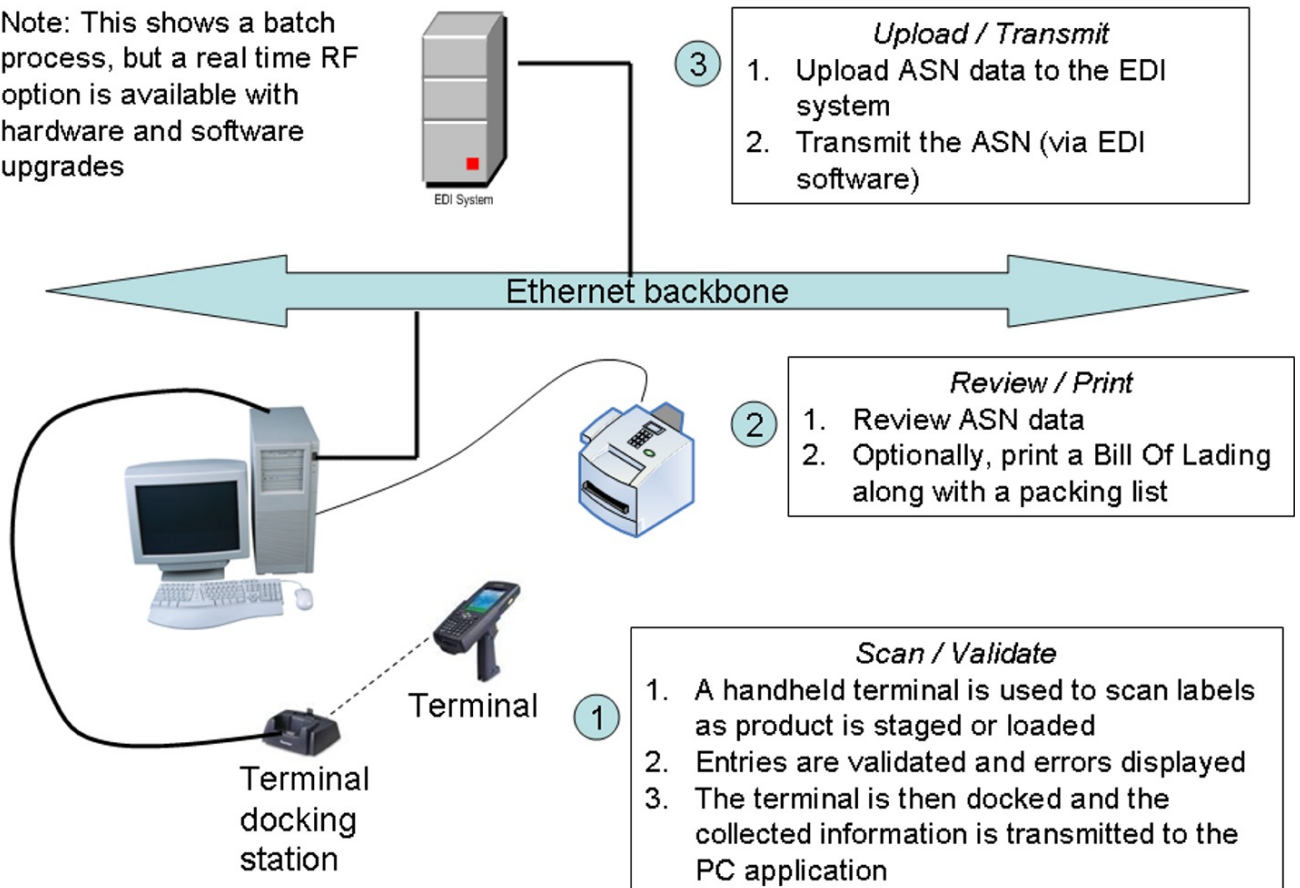 Note: This shows a batch
process, but a real time RF
option is available with
hardware and software
upgrades
EDI System
3
Upload / Transmit
1. Upload ASN data to the EDI
system
2. Transmit the ASN (via EDI
software)
Ethernet backbone
2
Review / Print
1. Review ASN data
2. Optionally, print a Bill Of Lading
along with a packing list
Terminal
Terminal
docking
station
1
Scan / Validate
1. A handheld terminal is used to scan labels
as product is staged or loaded
2. Entries are validated and errors displayed
3. The terminal is then docked and the
collected information is transmitted to the
PC application